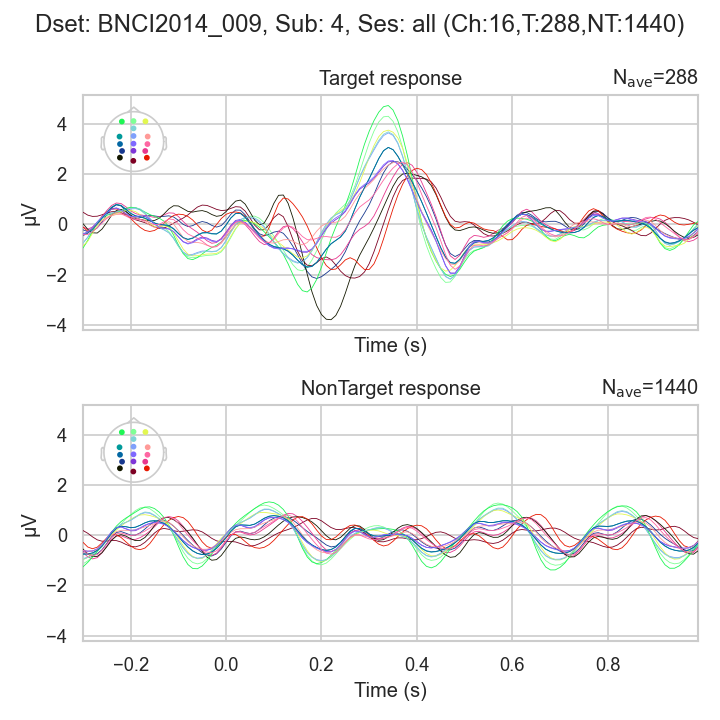 Dset: BNCI2014_009, Sub: 4, Ses: all (Ch:16,T:288,NT:1440)
Target response
Nave=288
4
2
0
−2
−4
μV
Time (s)
NonTarget response
Nave=1440
4
2
0
−2
−4
μV
−0.2 0.0 0.2 0.4 0.6 0.8
Time (s)